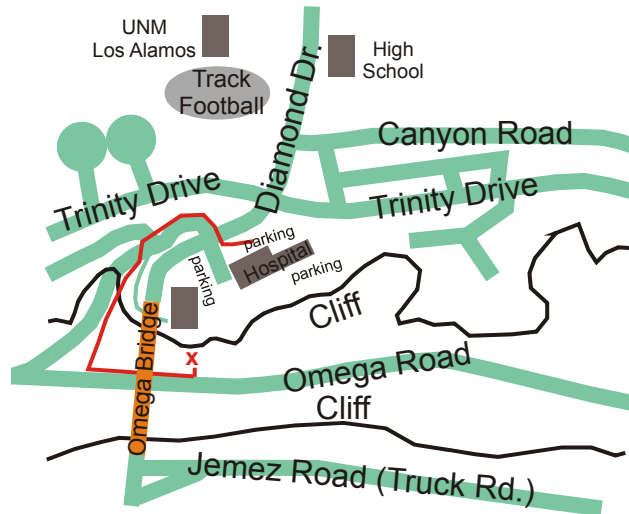 UNM
Los Alamos
High
School
Track
Football
Diamond Dr.
Canyon Road
Trinity Drive
Trinity Drive
parking
Hospital
parking
parking
Cliff
x
Omega Bridge
Omega Road
Cliff
Jemez Road (Truck Rd.)